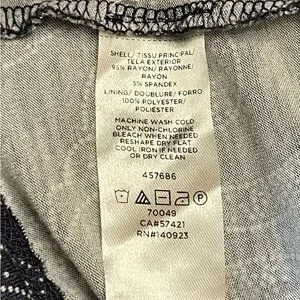 SHELL/ TISSU PRINCIPAL/
TELA EXTERIOR
95% RAYON/ RAYONNE/
RAYON
5% SPANDEX
LINING/ DOUBLURE/ FORRO
100% POLYESTER/
POLIESTER
MACHINE WASH COLD
ONLY NON-CHLORINE
BLEACH WHEN NEEDED
RESHAPE DRY FLAT
COOL IRON IF NEEDED
OR DRY CLEAN
457686
P
70049
CA#57421
RN#140923